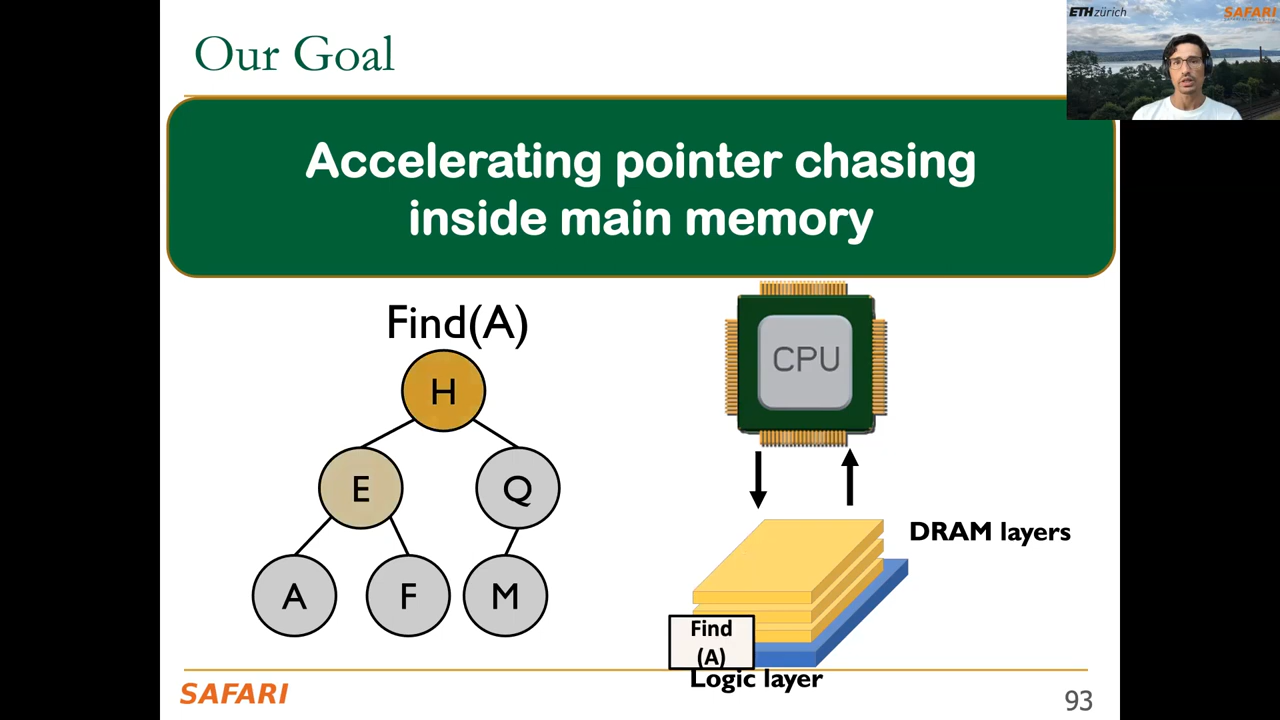 Our Goal
ETH zürich
SAFARI
Accelerating pointer chasing
inside main memory
Find(A)
H
E
Q
A
F
M
CPU
DRAM layers
Find
(A)
Logic layer
SAFARI
93